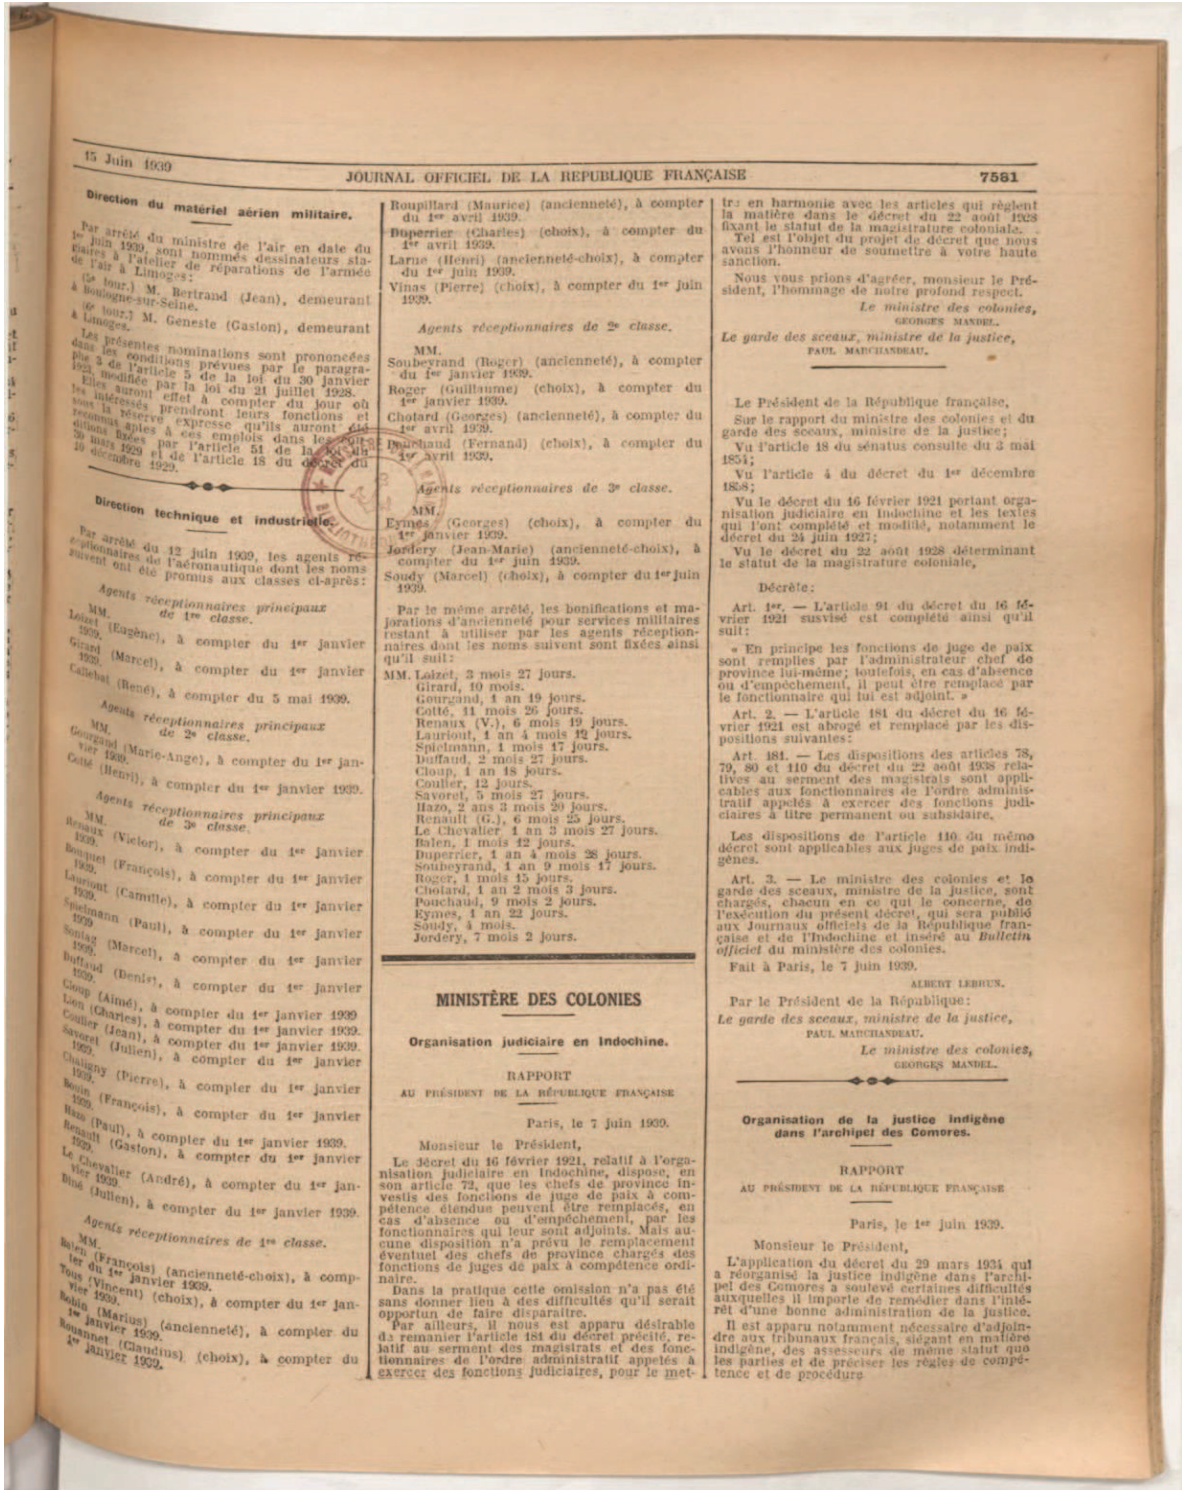 15 Juin 1939
JOURNAL OFFICIEL DE LA REPUBLIQUE FRANÇAISE
7581
Direction du matériel aérien militaire.
Par arrêté du ministre de l'air en date du
1er juin 1939, sont nommés dessinateurs sta-
giaires à l'atelier de réparations de l'armée
de l'air à Limoges:
(5e tour.) M. Bertrand (Jean), demeurant
à Boulogne-sur-Seine.
(6e tour.) M. Geneste (Gaston), demeurant
à Limoges.
Les présentes nominations sont prononcées
dans les conditions prévues par le paragra-
phe 3 de l'article 5 de la loi du 30 janvier
1923, modifiée par la loi du 21 juillet 1928.
Elles auront effet à compter du jour où
les intéressés prendront leurs fonctions et
sous la réserve expresse qu'ils auront été
reconnus aptes à ces emplois dans les con-
ditions fixées par l'article 51 de la loi du
30 mars 1929 et de l'article 18 du décret du
10 décembre 1929.
Direction technique et industrielle.
Par arrêté du 12 juin 1939, les agents ré-
ceptionnaires de l'aéronautique dont les noms
suivent ont été promus aux classes ci-après:
Agents réceptionnaires principaux
de 1re classe.
MM.
Loizet (Eugène), à compter du 1er janvier
1939.
Girard (Marcel), à compter du 1er janvier
1939.
Callebat (René), à compter du 5 mai 1939.
Agents réceptionnaires principaux
de 2e classe.
MM.
Gourgand (Marie-Ange), à compter du 1er jan-
vier 1939.
Cotté (Henri), à compter du 1er janvier 1939.
Agents réceptionnaires principaux
de 3e classe.
MM.
Renaux (Victor), à compter du 1er janvier
1939.
Bouquet (François), à compter du 1er janvier
1939.
Lauriont (Camille), à compter du 1er janvier
1939.
Spielmann (Paul), à compter du 1er janvier
1939
Sontag (Marcel), à compter du 1er janvier
1939.
Duffaud (Denis), à compter du 1er janvier
1939.
Cloup (Aimé), à compter du 1er janvier 1939
Lion (Charles), à compter du 1er janvier 1939.
Coulier (Jean), à compter du 1er janvier 1939.
Savoret (Julien), à compter du 1er janvier
1939.
Chaligny (Pierre), à compter du 1er janvier
1939.
Bouin (François), à compter du 1er janvier
1939.
Hazo (Paul), à compter du 1er janvier 1939.
Renault (Gaston), à compter du 1er janvier
1939.
Le Chevalier (André), à compter du 1er jan-
vier 1939.
Diné (Julien), à compter du 1er janvier 1939.
Agents réceptionnaires de 1re classe.
MM.
Balen (François) (ancienneté-choix), à comp-
ter du 1er janvier 1939.
Tous (Vincent) (choix), à compter du 1er jan-
vier 1939.
Robin (Marius) (ancienneté), à compter du
1er janvier 1939.
Rouannet (Claudius) (choix), à compter du
1er janvier 1939.
Roupillard (Maurice) (ancienneté), à compter
du 1er avril 1939.
Duperrier (Charles) (choix), à compter du
1er avril 1939.
Larue (Henri) (ancienneté-choix), à compter
du 1er juin 1939.
Vinas (Pierre) (choix), à compter du 1er juin
1939.
Agents réceptionnaires de 2e classe.
MM.
Soubeyrand (Roger) (ancienneté), à compter
du 1er janvier 1939.
Roger (Guillaume) (choix), à compter du
1er janvier 1939.
Chotard (Georges) (ancienneté), à compter du
1er avril 1939.
Pouchaud (Fernand) (choix), à compter du
1er avril 1939.
Agents réceptionnaires de 3e classe.
MM.
Eymes (Georges) (choix), à compter du
1er janvier 1939.
Jordery (Jean-Marie) (ancienneté-choix), à
compter du 1er juin 1939.
Soudy (Marcel) (choix), à compter du 1er juin
1939.
Par le même arrêté, les bonifications et ma-
jorations d'ancienneté pour services militaires
restant à utiliser par les agents réception-
naires dont les noms suivent sont fixées ainsi
qu'il suit:
MM. Loizet, 3 mois 27 jours.
Girard, 10 mois.
Gourgand, 1 an 19 jours.
Cotté, 11 mois 26 jours.
Renaux (V.), 6 mois 19 jours.
Lauriont, 1 an 4 mois 12 jours.
Spielmann, 1 mois 17 jours.
Duffaud, 2 mois 27 jours.
Cloup, 1 an 18 jours.
Coulier, 12 jours.
Savoret, 5 mois 27 jours.
Hazo, 2 ans 3 mois 20 jours.
Renault (G.), 6 mois 25 jours.
Le Chevalier 1 an 3 mois 27 jours.
Balen, 1 mois 12 jours.
Duperrier, 1 an 4 mois 28 jours.
Soubeyrand, 1 an 9 mois 17 jours.
Roger, 1 mois 15 jours.
Chotard, 1 an 2 mois 3 jours.
Pouchaud, 9 mois 2 jours.
Eymes, 1 an 22 jours.
Soudy, 4 mois.
Jordery, 7 mois 2 jours.
MINISTÈRE DES COLONIES
Organisation judiciaire en Indochine.
RAPPORT
AU PRÉSIDENT DE LA RÉPUBLIQUE FRANÇAISE
Paris, le 7 juin 1939.
Monsieur le Président,
Le décret du 16 février 1921, relatif à l'orga-
nisation judiciaire en Indochine, dispose, en
son article 72, que les chefs de province in-
vestis des fonctions de juge de paix à com-
pétence étendue peuvent être remplacés, en
cas d'absence ou d'empêchement, par les
fonctionnaires qui leur sont adjoints. Mais au-
cune disposition n'a prévu le remplacement
éventuel des chefs de province chargés des
fonctions de juges de paix à compétence ordi-
naire.
Dans la pratique cette omission n'a pas été
sans donner lieu à des difficultés qu'il serait
opportun de faire disparaître.
Par ailleurs, il nous est apparu désirable
de remanier l'article 181 du décret précité, re-
latif au serment des magistrats et des fonc-
tionnaires de l'ordre administratif appelés à
exercer des fonctions judiciaires, pour le met-
tre en harmonie avec les articles qui règlent
la matière dans le décret du 22 août 1928
fixant le statut de la magistrature coloniale.
Tel est l'objet du projet de décret que nous
avons l'honneur de soumettre à votre haute
sanction.
Nous vous prions d'agréer, monsieur le Pré-
sident, l'hommage de notre profond respect.
Le ministre des colonies,
GEORGES MANDEL.
Le garde des sceaux, ministre de la justice,
PAUL MARCHANDEAU.
Le Président de la République française,
Sur le rapport du ministre des colonies et du
garde des sceaux, ministre de la justice;
Vu l'article 18 du sénatus consulte du 3 mai
1854;
Vu l'article 4 du décret du 1er décembre
1858;
Vu le décret du 16 février 1921 portant orga-
nisation judiciaire en Indochine et les textes
qui l'ont complété et modifié, notamment le
décret du 24 juin 1927;
Vu le décret du 22 août 1928 déterminant
le statut de la magistrature coloniale,
Décrète:
Art. 1er. — L'article 91 du décret du 16 fé-
vrier 1921 susvisé est complété ainsi qu'il
suit:
« En principe les fonctions de juge de paix
sont remplies par l'administrateur chef de
province lui-même; toutefois, en cas d'absence
ou d'empêchement, il peut être remplacé par
le fonctionnaire qui lui est adjoint. »
Art. 2. — L'article 181 du décret du 16 fé-
vrier 1921 est abrogé et remplacé par les dis-
positions suivantes:
Art. 181. — Les dispositions des articles 78,
79, 80 et 110 du décret du 22 août 1938 rela-
tives au serment des magistrats sont appli-
cables aux fonctionnaires de l'ordre adminis-
tratif appelés à exercer des fonctions judi-
ciaires à titre permanent ou subsidaire.
Les dispositions de l'article 110 du même
décret sont applicables aux juges de paix indi-
gènes.
Art. 3. — Le ministre des colonies et le
garde des sceaux, ministre de la justice, sont
chargés, chacun en ce qui le concerne, de
l'exécution du présent décret, qui sera publié
aux Journaux officiels de la République fran-
çaise et de l'Indochine et inséré au Bulletin
officiel du ministère des colonies.
Fait à Paris, le 7 juin 1939.
ALBERT LEBRUN.
Par le Président de la République:
Le garde des sceaux, ministre de la justice,
PAUL MARCHANDEAU.
Le ministre des colonies,
GEORGES MANDEL.
Organisation de la justice indigène
dans l'archipel des Comores.
RAPPORT
AU PRÉSIDENT DE LA RÉPUBLIQUE FRANÇAISE
Paris, le 1er juin 1939.
Monsieur le Président,
L'application du décret du 29 mars 1934 qui
a réorganisé la justice indigène dans l'archi-
pel des Comores a soulevé certaines difficultés
auxquelles il importe de remédier dans l'inté-
rêt d'une bonne administration de la justice.
Il est apparu notamment nécessaire d'adjoin-
dre aux tribunaux français, siégeant en matière
indigène, des assesseurs de même statut que
les parties et de préciser les règles de compé-
tence et de procédure